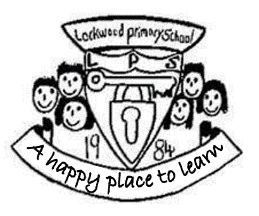 Lockwood primary School
L P S
19 84
A happy place to learn